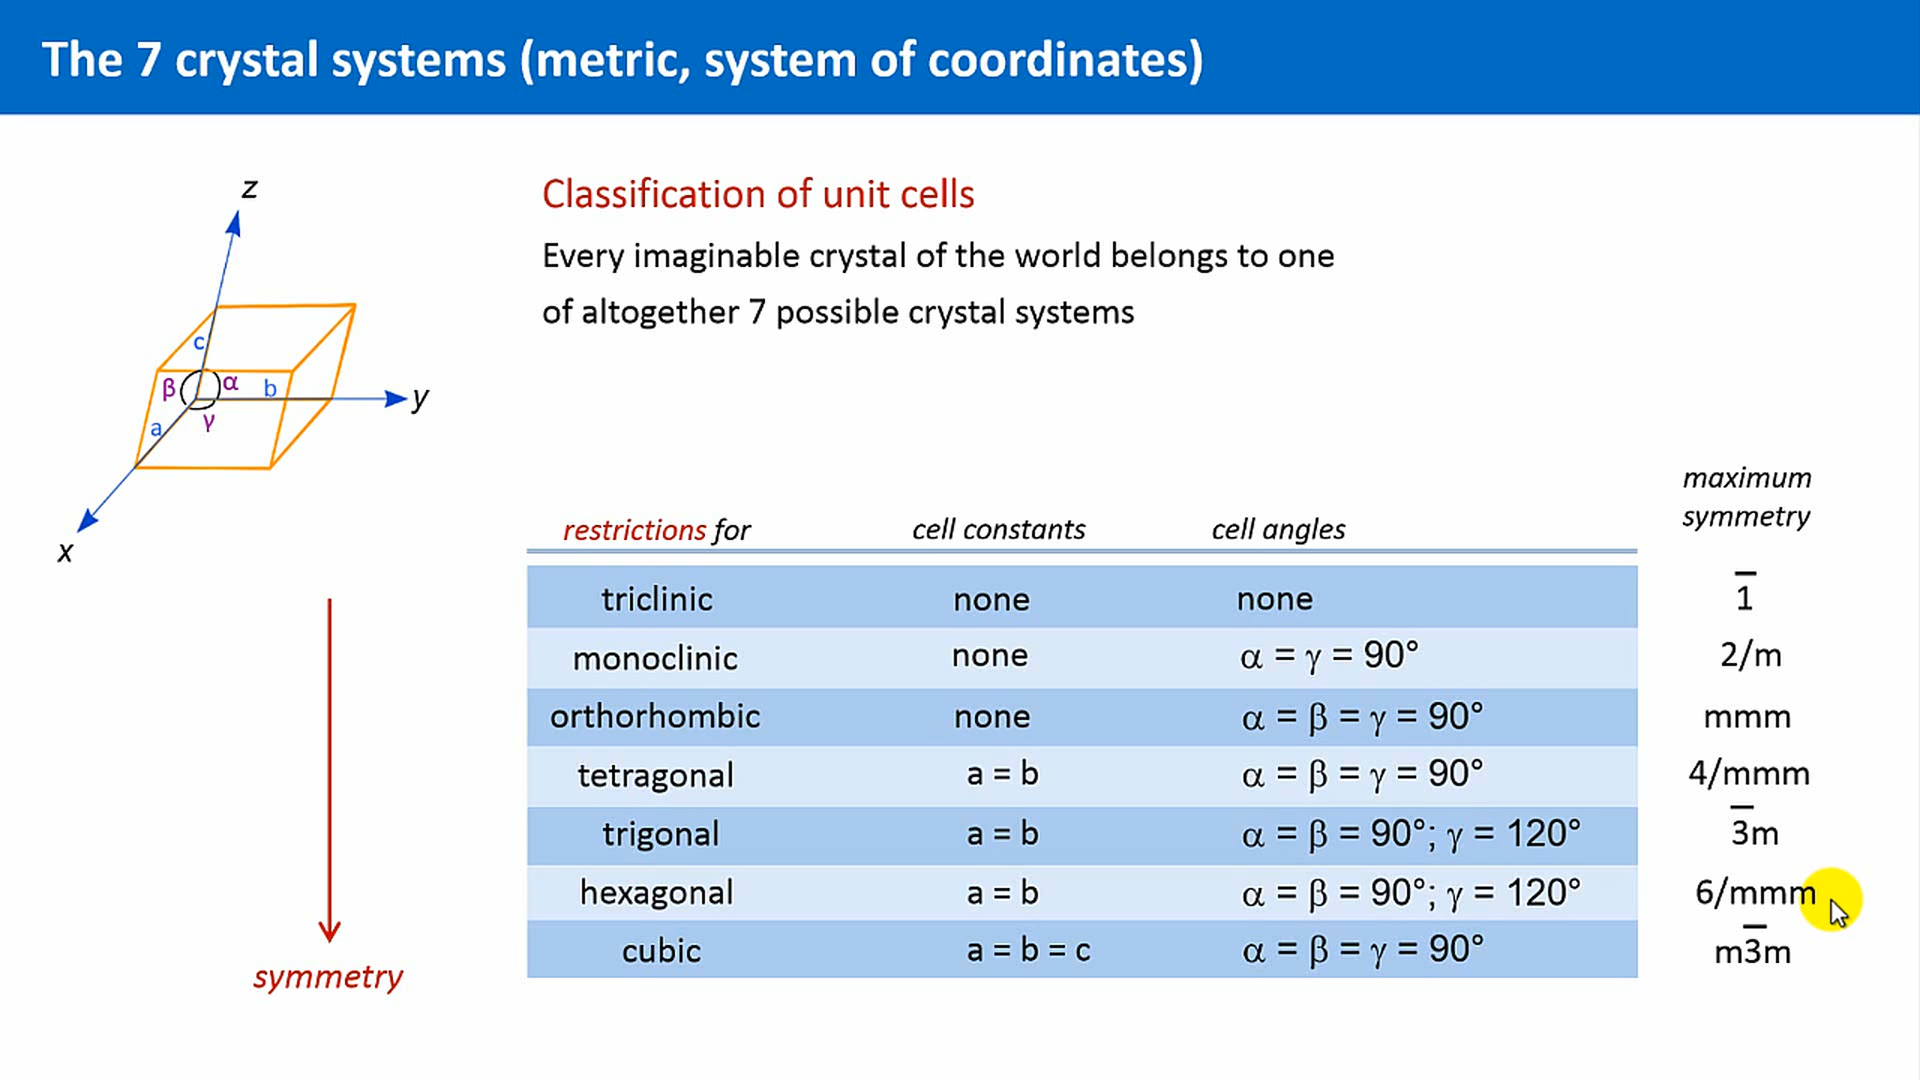 The 7 crystal systems (metric, system of coordinates)
z
c
β α b
y
a γ
x
symmetry
Classification of unit cells
Every imaginable crystal of the world belongs to one
of altogether 7 possible crystal systems
maximum
symmetry
restrictions for cell constants cell angles
triclinic none none 1̅
monoclinic none α = γ = 90° 2/m
orthorhombic none α = β = γ = 90° mmm
tetragonal a = b α = β = γ = 90° 4/mmm
trigonal a = b α = β = 90°; γ = 120° 3̅m
hexagonal a = b α = β = 90°; γ = 120° 6/mmm
cubic a = b = c α = β = γ = 90° m3̅m